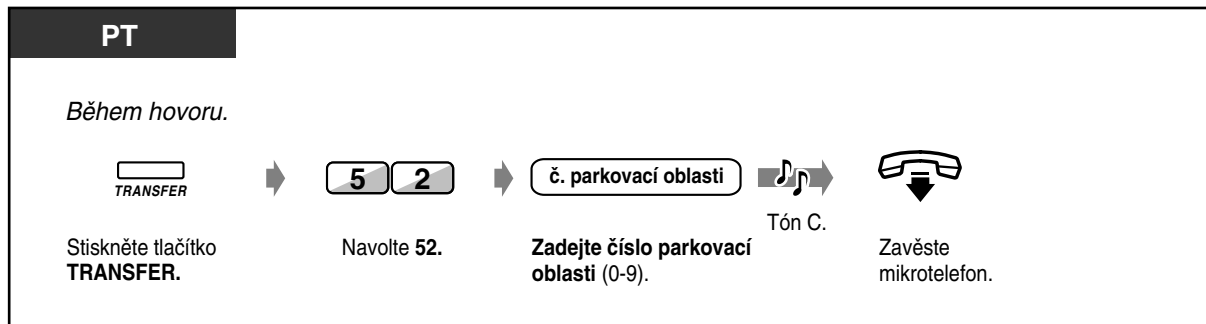 PT
Během hovoru.
TRANSFER
5 2
č. parkovací oblasti
Tón C.
Stiskněte tlačítko
TRANSFER.
Navolte 52.
Zadejte číslo parkovací
oblasti (0-9).
Zavěste
mikrotelefon.